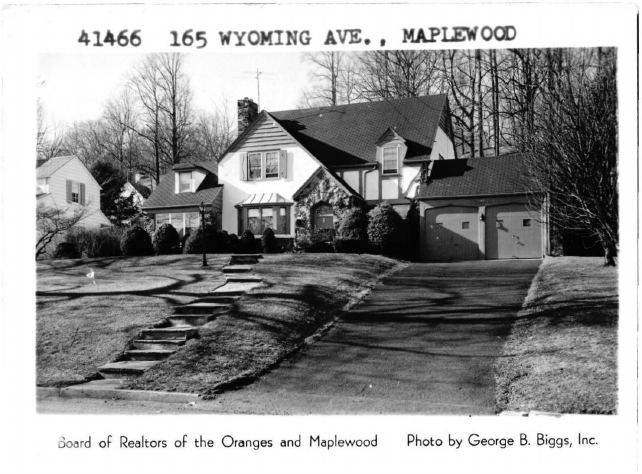 41466 165 WYOMING AVE., MAPLEWOOD
Board of Realtors of the Oranges and Maplewood Photo by George B. Biggs, Inc.